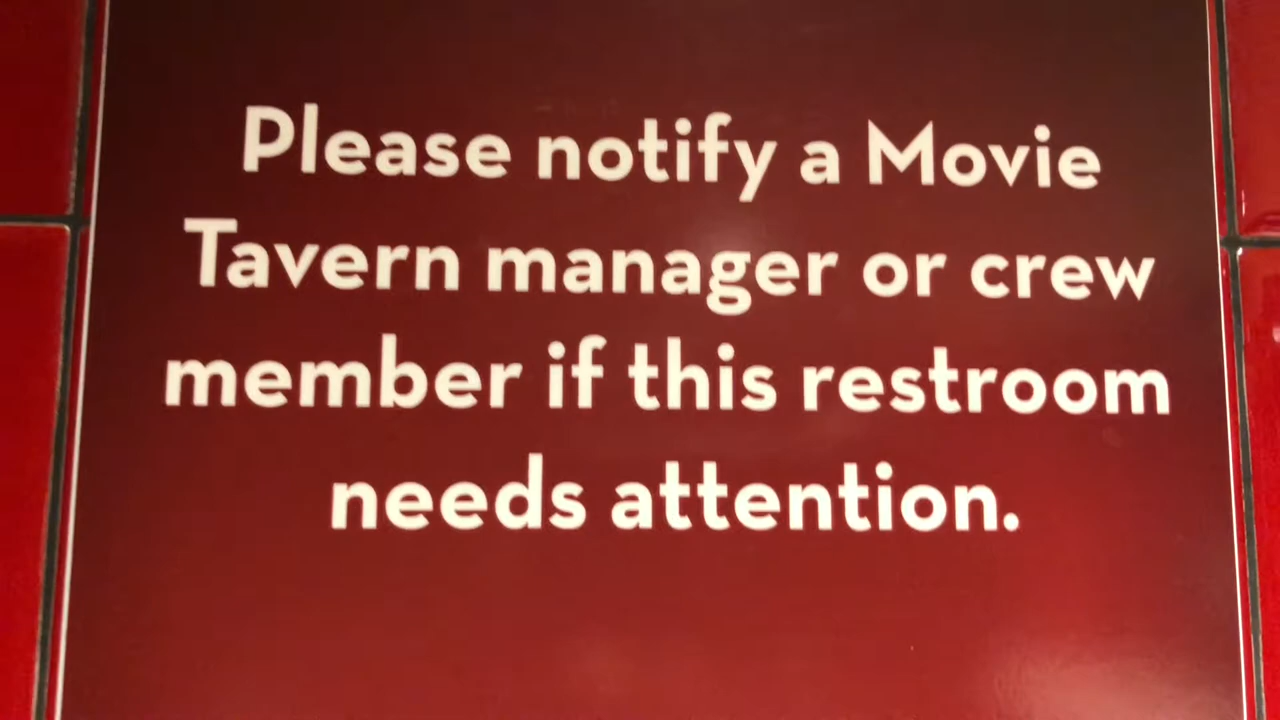 Please notify a Movie
Tavern manager or crew
member if this restroom
needs attention.